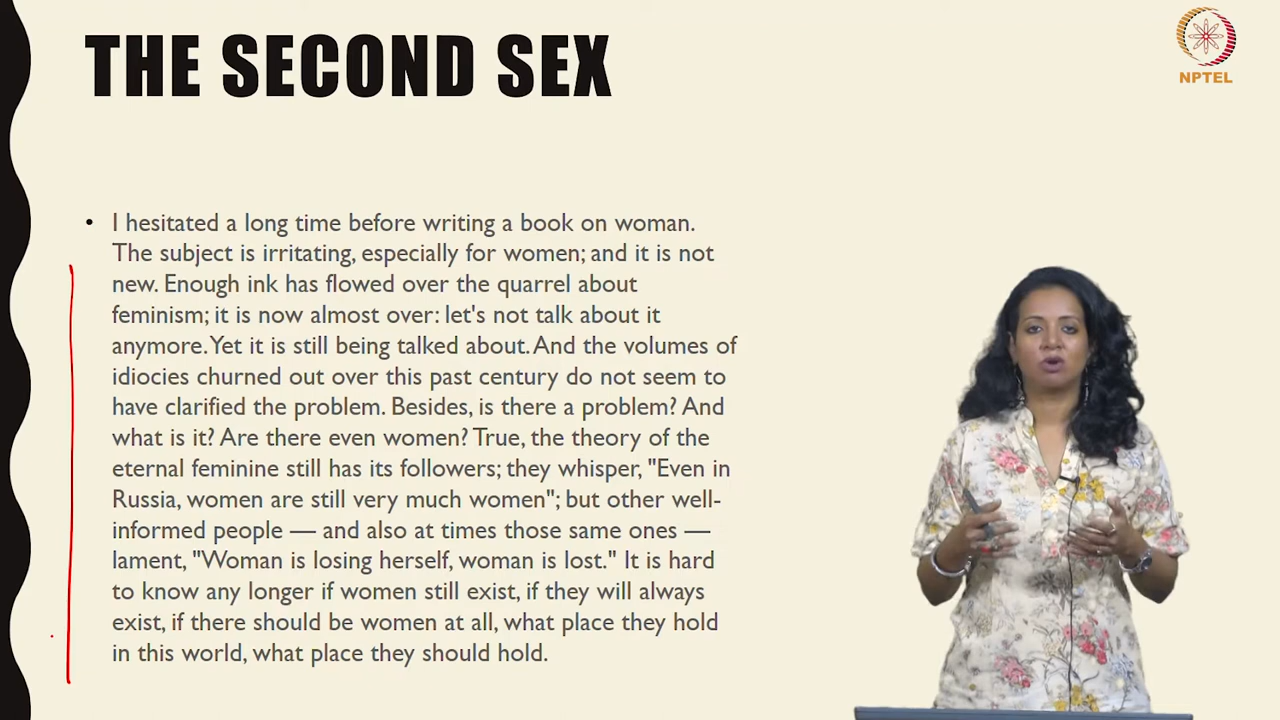 THE SECOND SEX
NPTEL
• I hesitated a long time before writing a book on woman.
The subject is irritating, especially for women; and it is not
new. Enough ink has flowed over the quarrel about
feminism; it is now almost over: let's not talk about it
anymore. Yet it is still being talked about. And the volumes of
idiocies churned out over this past century do not seem to
have clarified the problem. Besides, is there a problem? And
what is it? Are there even women? True, the theory of the
eternal feminine still has its followers; they whisper, "Even in
Russia, women are still very much women"; but other well-
informed people — and also at times those same ones —
lament, "Woman is losing herself, woman is lost." It is hard
to know any longer if women still exist, if they will always
exist, if there should be women at all, what place they hold
in this world, what place they should hold.